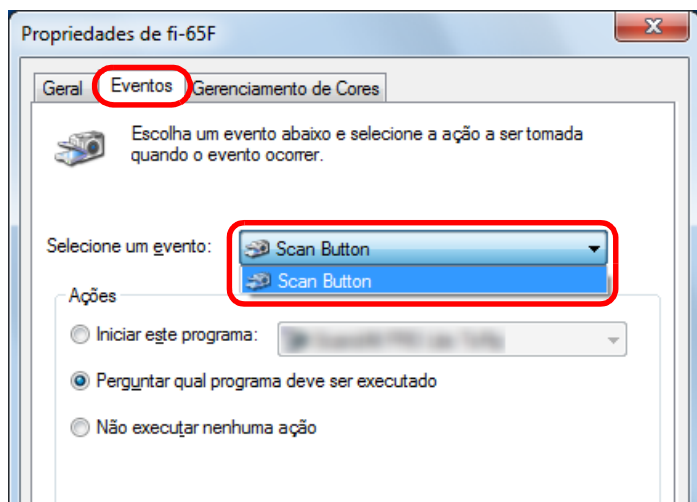 Propriedades de fi-65F
Geral Eventos Gerenciamento de Cores
Escolha um evento abaixo e selecione a ação a ser tomada
quando o evento ocorrer.
Selecione um evento: Scan Button
Scan Button
Ações
Iniciar este programa:
Perguntar qual programa deve ser executado
Não executar nenhuma ação